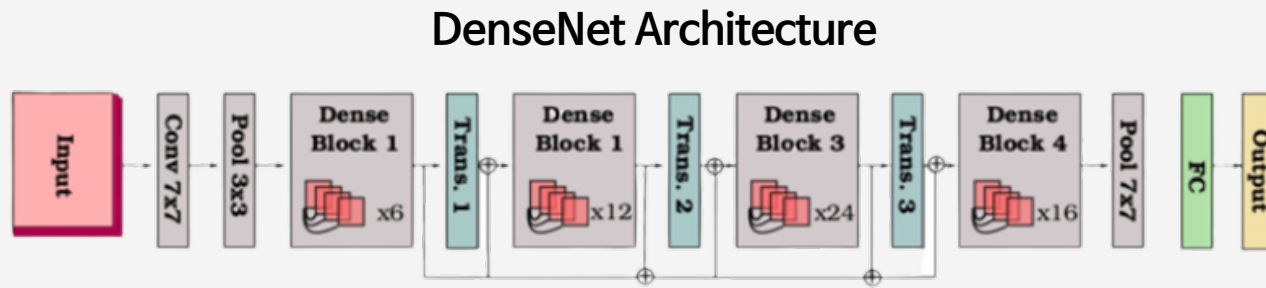 DenseNet Architecture
Input
Conv 7x7
Pool 3x3
Dense
Block 1
x6
Trans. 1
Dense
Block 1
x12
Trans. 2
Dense
Block 3
x24
Trans. 3
Dense
Block 4
x16
Pool 7x7
FC
Output